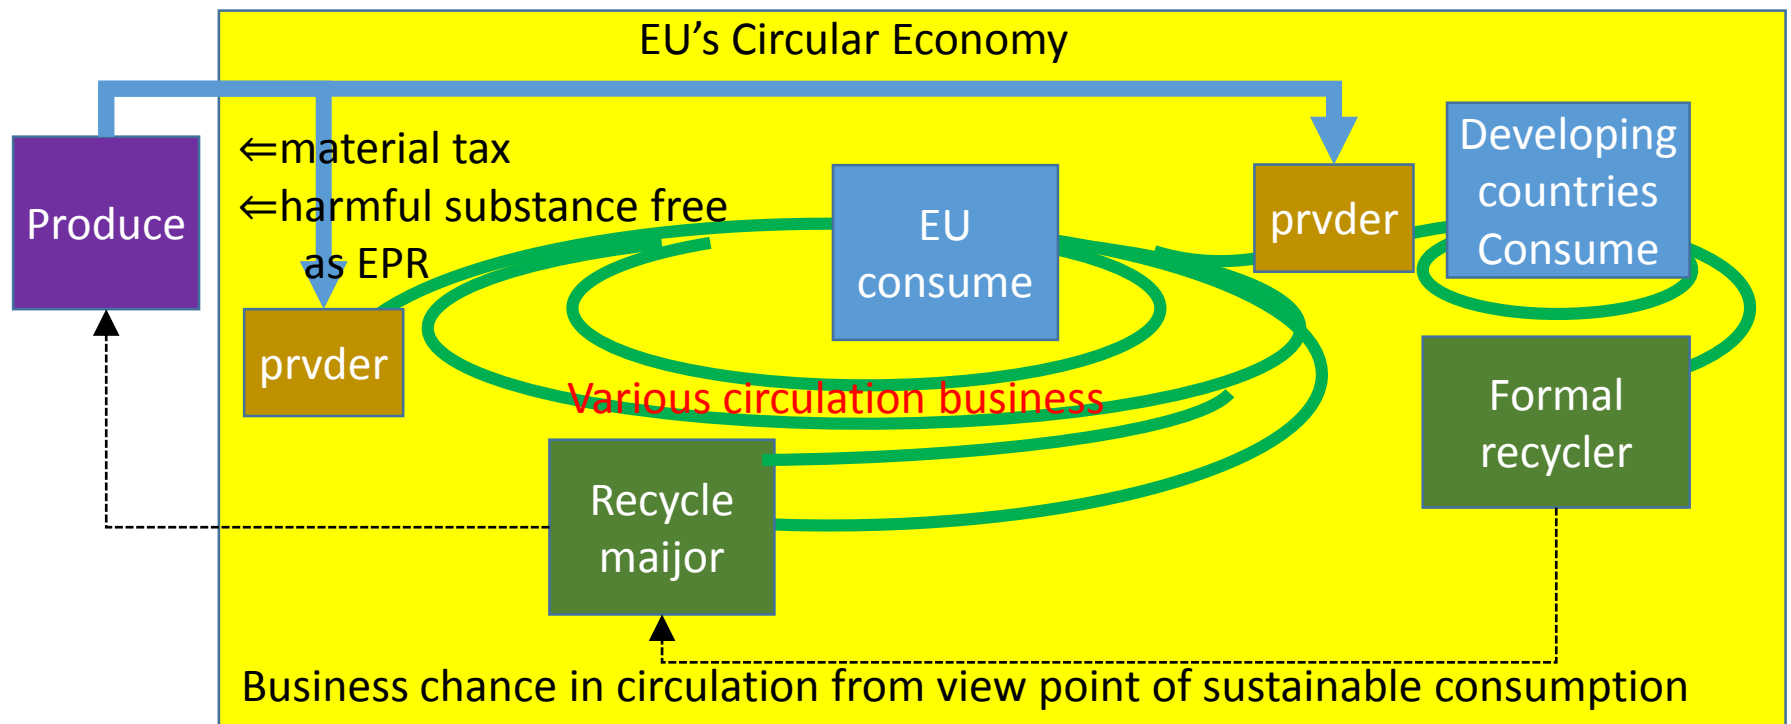 EU’s Circular Economy
Produce
⇐material tax
⇐harmful substance free
as EPR
prvder
EU
consume
prvder
Developing
countries
Consume
Various circulation business
Recycle
maijor
Formal
recycler
Business chance in circulation from view point of sustainable consumption